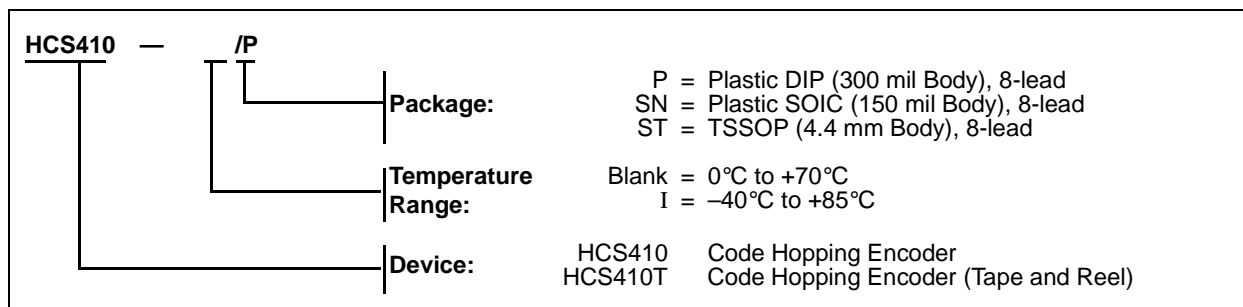 HCS410 — /P
Package:
P = Plastic DIP (300 mil Body), 8-lead
SN = Plastic SOIC (150 mil Body), 8-lead
ST = TSSOP (4.4 mm Body), 8-lead
Temperature
Range:
Blank = 0°C to +70°C
I = –40°C to +85°C
Device:
HCS410 Code Hopping Encoder
HCS410T Code Hopping Encoder (Tape and Reel)